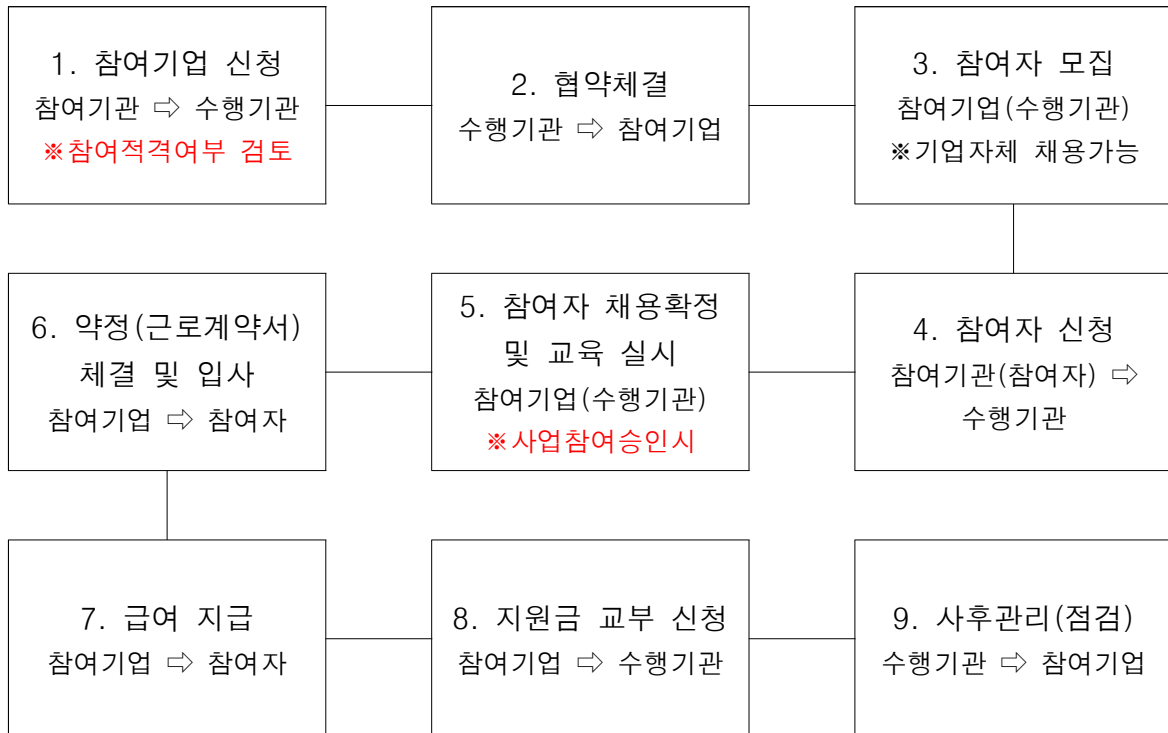 1. 참여기업 신청
참여기관 ⇨ 수행기관
※참여적격여부 검토
2. 협약체결
수행기관 ⇨ 참여기업
3. 참여자 모집
참여기업(수행기관)
※기업자체 채용가능
4. 참여자 신청
참여기관(참여자) ⇨
수행기관
5. 참여자 채용확정
및 교육 실시
참여기업(수행기관)
※사업참여승인시
6. 약정(근로계약서)
체결 및 입사
참여기업 ⇨ 참여자
7. 급여 지급
참여기업 ⇨ 참여자
8. 지원금 교부 신청
참여기업 ⇨ 수행기관
9. 사후관리(점검)
수행기관 ⇨ 참여기업